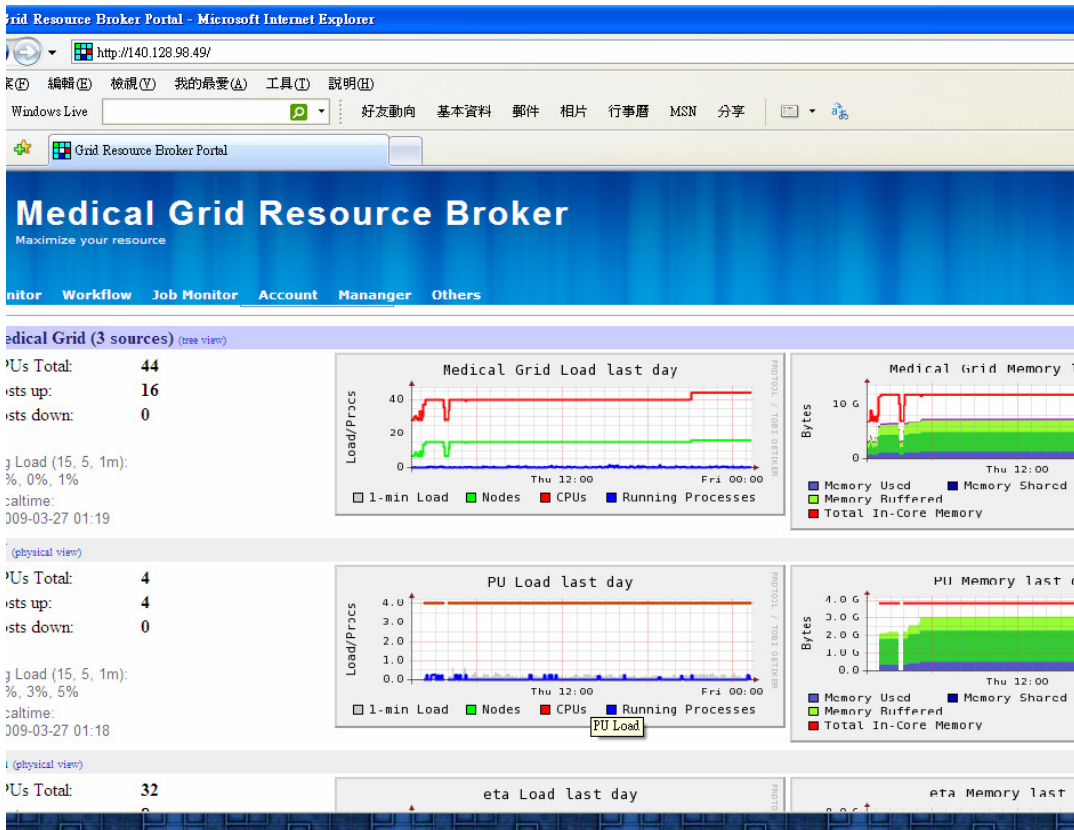 Grid Resource Broker Portal - Microsoft Internet Explorer
http://140.128.98.49/
案(F) 編輯(E) 檢視(V) 我的最愛(A) 工具(T) 說明(H)
Windows Live 好友動向 基本資料 郵件 相片 行事曆 MSN 分享
Grid Resource Broker Portal
Medical Grid Resource Broker
Maximize your resource
nitor Workflow Job Monitor Account Mananger Others
edical Grid (3 sources) (tree view)
PUs Total: 44
osts up: 16
osts down: 0
g Load (15, 5, 1m):
%, 0%, 1%
caltime:
009-03-27 01:19
Medical Grid Load last day
Load/Procs
40
20
0
Thu 12:00 Fri 00:00
1-min Load Nodes CPUs Running Processes
PROTOOL / TOBI OETIKER
Medical Grid Memory
Bytes
10 G
0
Thu 12:00
Memory Used Memory Shared
Memory Buffered
Total In-Core Memory
(physical view)
PUs Total: 4
osts up: 4
osts down: 0
g Load (15, 5, 1m):
%, 3%, 5%
caltime:
009-03-27 01:18
PU Load last day
Load/Procs
4.0
3.0
2.0
1.0
0.0
Thu 12:00 Fri 00:00
1-min Load Nodes CPUs Running Processes
PROTOOL / TOBI OETIKER
PU Load
PU Memory last
Bytes
4.0 G
3.0 G
2.0 G
1.0 G
0.0
Thu 12:00
Memory Used Memory Shared
Memory Buffered
Total In-Core Memory
(physical view)
PUs Total: 32
eta Load last day
eta Memory last